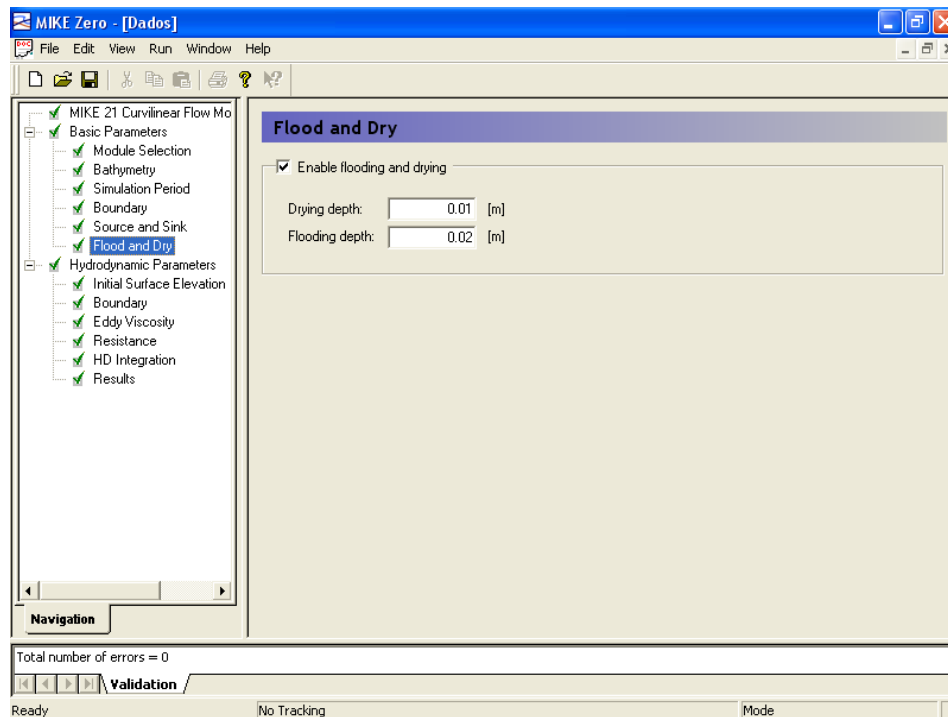 MIKE Zero - [Dados]
File Edit View Run Window Help
MIKE 21 Curvilinear Flow Mo
Basic Parameters
Module Selection
Bathymetry
Simulation Period
Boundary
Source and Sink
Flood and Dry
Hydrodynamic Parameters
Initial Surface Elevation
Boundary
Eddy Viscosity
Resistance
HD Integration
Results
Navigation
Flood and Dry
Enable flooding and drying
Drying depth: 0.01 [m]
Flooding depth: 0.02 [m]
Total number of errors = 0
Validation
Ready No Tracking Mode